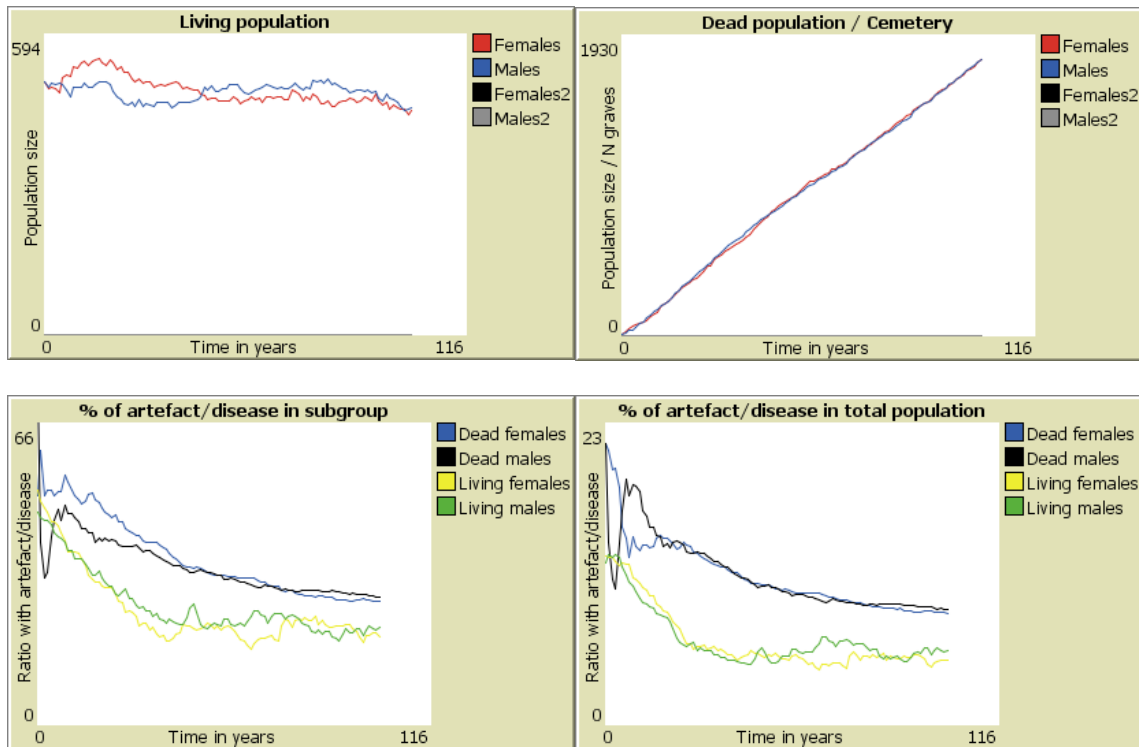 Living population
594
Population size
0
0
Time in years
116
Females
Males
Females2
Males2
Dead population / Cemetery
1930
Population size / N graves
0
0
Time in years
116
Females
Males
Females2
Males2
% of artefact/disease in subgroup
66
Ratio with artefact/disease
0
0
Time in years
116
Dead females
Dead males
Living females
Living males
% of artefact/disease in total population
23
Ratio with artefact/disease
0
0
Time in years
116
Dead females
Dead males
Living females
Living males